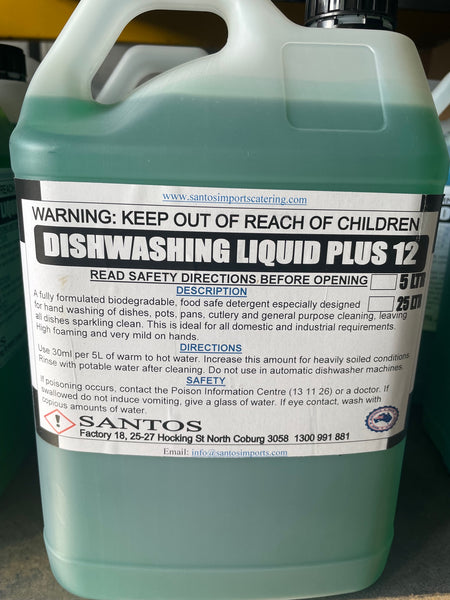 www.santosimportscatering.com
WARNING: KEEP OUT OF REACH OF CHILDREN
DISHWASHING LIQUID PLUS 12
READ SAFETY DIRECTIONS BEFORE OPENING 5 LTR
DESCRIPTION 25 LTR
A fully formulated biodegradable, food safe detergent especially designed
for hand washing of dishes, pots, pans, cutlery and general purpose cleaning, leaving
all dishes sparkling clean. This is ideal for all domestic and industrial requirements.
High foaming and very mild on hands.
DIRECTIONS
Use 30ml per 5L of warm to hot water. Increase this amount for heavily soiled conditions.
Rinse with potable water after cleaning. Do not use in automatic dishwasher machines.
SAFETY
If poisoning occurs, contact the Poison Information Centre (13 11 26) or a doctor. If
swallowed do not induce vomiting, give a glass of water. If eye contact, wash with
copious amounts of water.
SANTOS
Factory 18, 25-27 Hocking St North Coburg 3058 1300 991 881
Email: info@santosimports.com